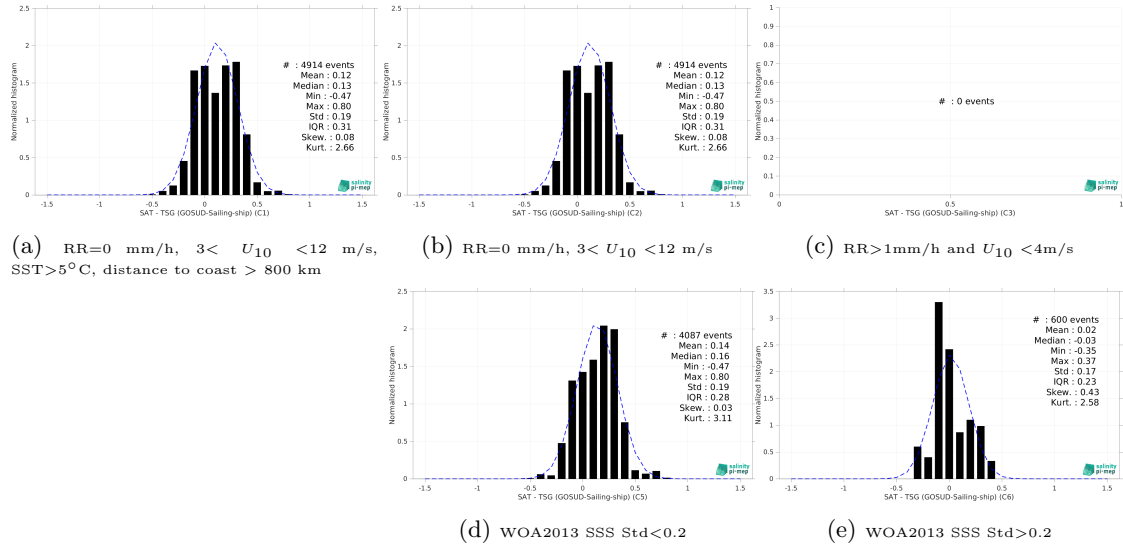 2.5
2
1.5
1
0.5
0
-1.5 -1 -0.5 0 0.5 1 1.5
Normalized histogram
# : 4914 events
Mean : 0.12
Median : 0.13
Min : -0.47
Max : 0.80
Std : 0.19
IQR : 0.31
Skew. : 0.08
Kurt. : 2.66
salinity
pi-mep
SAT - TSG (GOSUD-Sailing-ship) (C1)
(a) RR=0 mm/h, 3< U10 <12 m/s,
SST>5°C, distance to coast > 800 km
2.5
2
1.5
1
0.5
0
-1.5 -1 -0.5 0 0.5 1 1.5
Normalized histogram
# : 4914 events
Mean : 0.12
Median : 0.13
Min : -0.47
Max : 0.80
Std : 0.19
IQR : 0.31
Skew. : 0.08
Kurt. : 2.66
salinity
pi-mep
SAT - TSG (GOSUD-Sailing-ship) (C2)
(b) RR=0 mm/h, 3< U10 <12 m/s
1
0.9
0.8
0.7
0.6
0.5
0.4
0.3
0.2
0.1
0
0 0.5 1
Normalized histogram
# : 0 events
salinity
pi-mep
SAT - TSG (GOSUD-Sailing-ship) (C3)
(c) RR>1mm/h and U10 <4m/s
2.5
2
1.5
1
0.5
0
-1.5 -1 -0.5 0 0.5 1 1.5
Normalized histogram
# : 4087 events
Mean : 0.14
Median : 0.16
Min : -0.47
Max : 0.80
Std : 0.19
IQR : 0.28
Skew. : 0.03
Kurt. : 3.11
salinity
pi-mep
SAT - TSG (GOSUD-Sailing-ship) (C5)
(d) WOA2013 SSS Std<0.2
3.5
3
2.5
2
1.5
1
0.5
0
-1.5 -1 -0.5 0 0.5 1 1.5
Normalized histogram
# : 600 events
Mean : 0.02
Median : -0.03
Min : -0.35
Max : 0.37
Std : 0.17
IQR : 0.23
Skew. : 0.43
Kurt. : 2.58
salinity
pi-mep
SAT - TSG (GOSUD-Sailing-ship) (C6)
(e) WOA2013 SSS Std>0.2